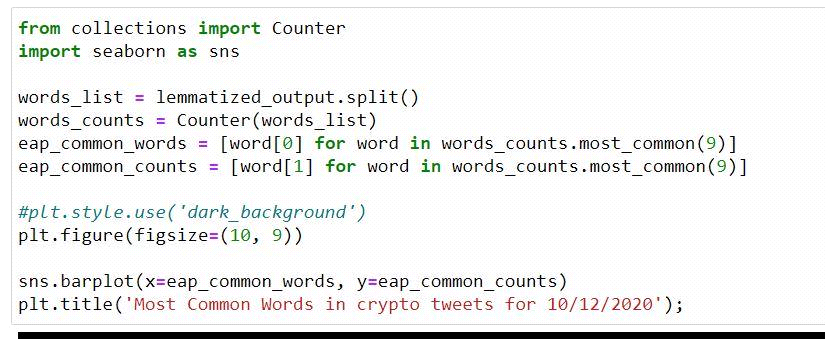 from collections import Counter
import seaborn as sns
words_list = lemmatized_output.split()
words_counts = Counter(words_list)
eap_common_words = [word[0] for word in words_counts.most_common(9)]
eap_common_counts = [word[1] for word in words_counts.most_common(9)]
#plt.style.use('dark_background')
plt.figure(figsize=(10, 9))
sns.barplot(x=eap_common_words, y=eap_common_counts)
plt.title('Most Common Words in crypto tweets for 10/12/2020');